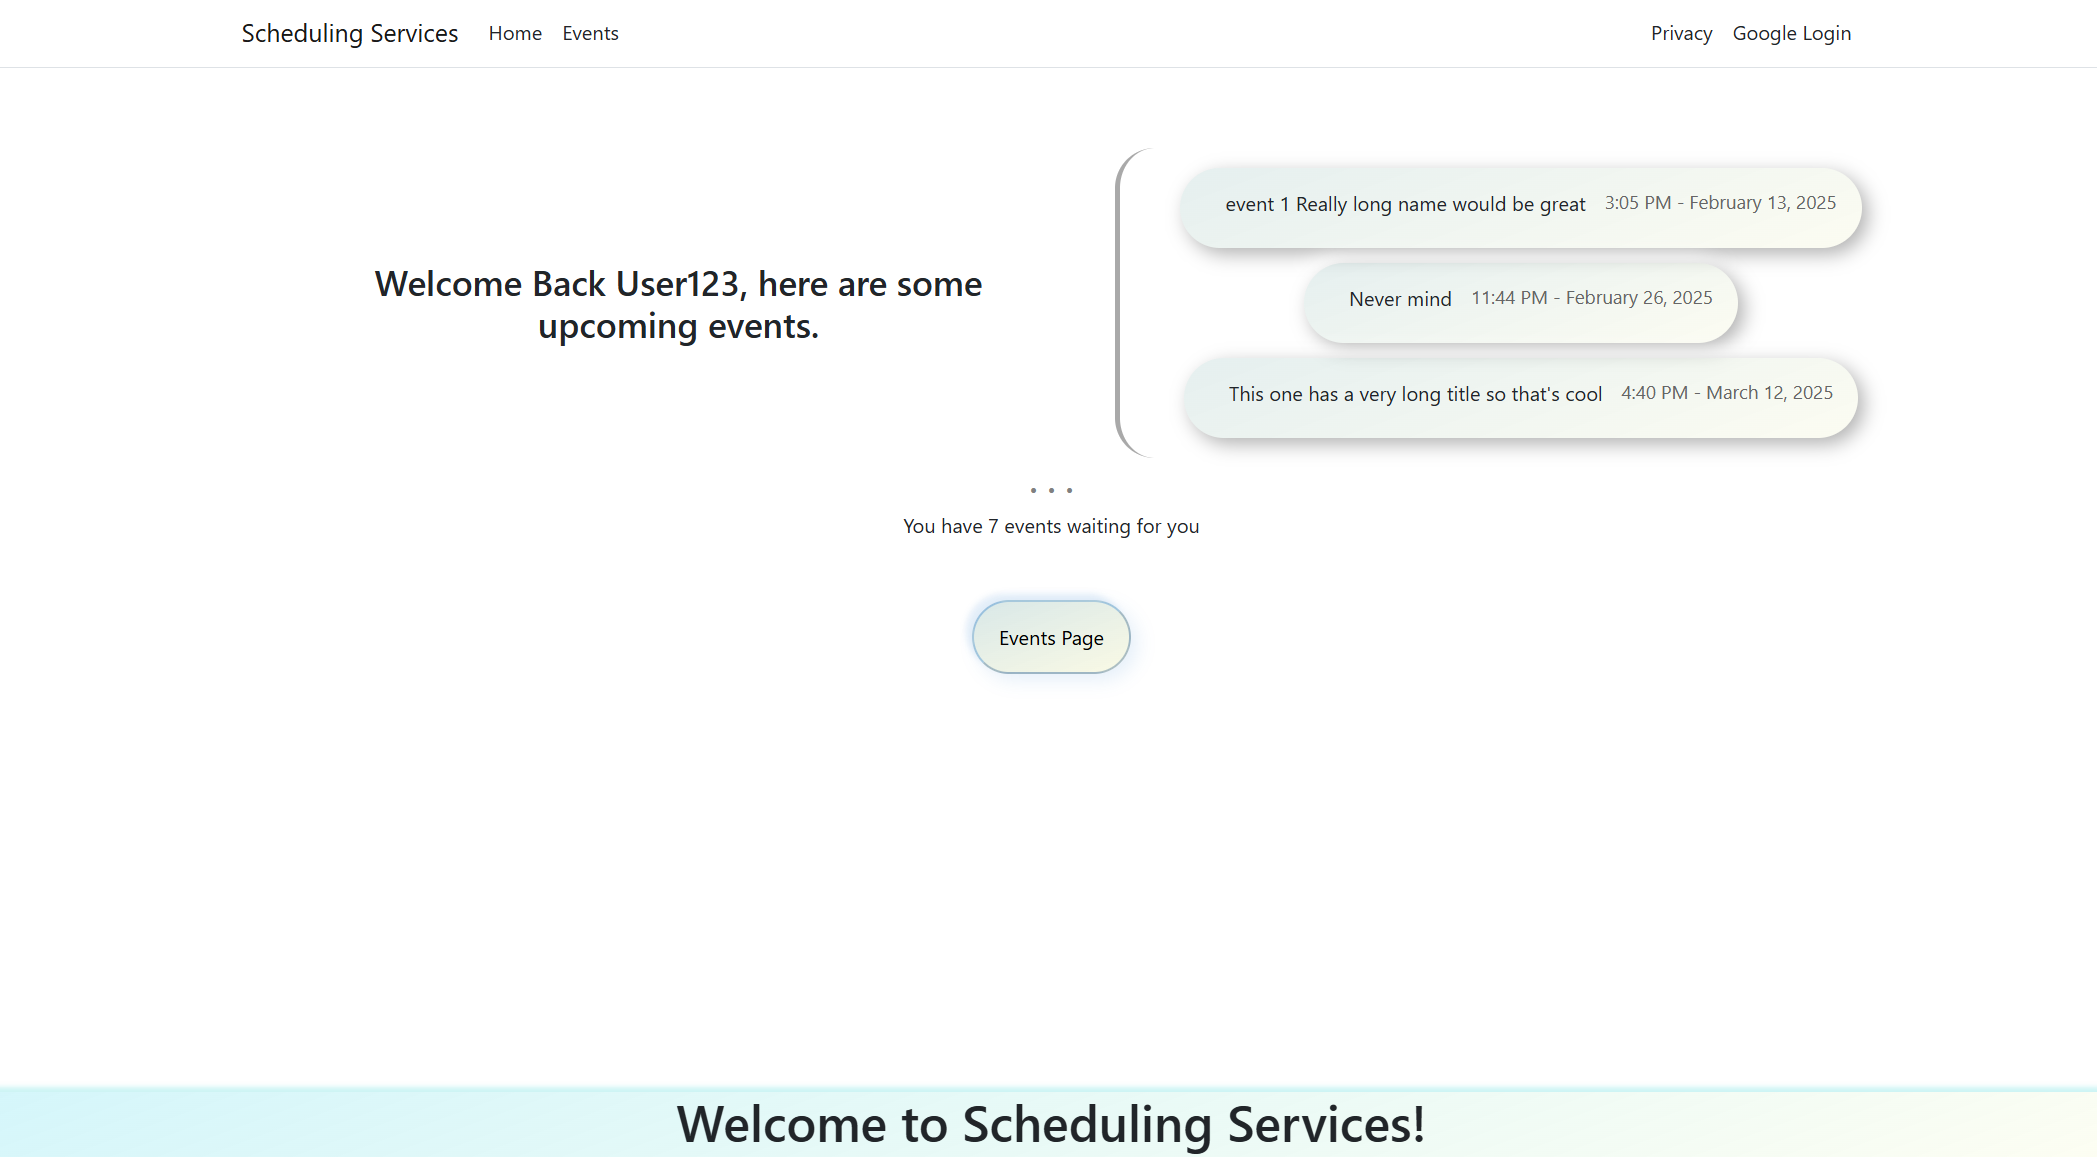 Scheduling Services Home Events Privacy Google Login
Welcome Back User123, here are some
upcoming events.
event 1 Really long name would be great 3:05 PM - February 13, 2025
Never mind 11:44 PM - February 26, 2025
This one has a very long title so that's cool 4:40 PM - March 12, 2025
• • •
You have 7 events waiting for you
Events Page
Welcome to Scheduling Services!